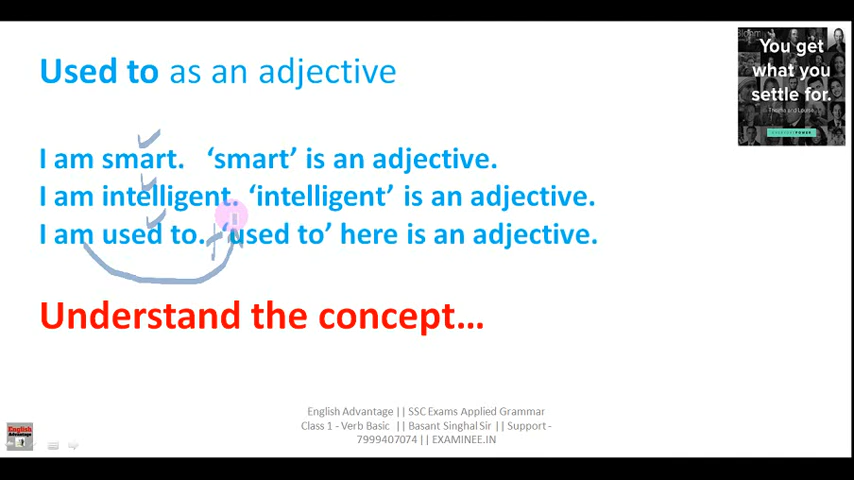 Used to as an adjective
You get
what you
settle for.
I am smart. ‘smart’ is an adjective.
I am intelligent. ‘intelligent’ is an adjective.
I am used to. ‘used to’ here is an adjective.
Understand the concept...
English Advantage || SSC Exams Applied Grammar
Class 1 - Verb Basic || Basant Singhal Sir || Support -
7999407074 || EXAMINEE.IN
English
Advantage